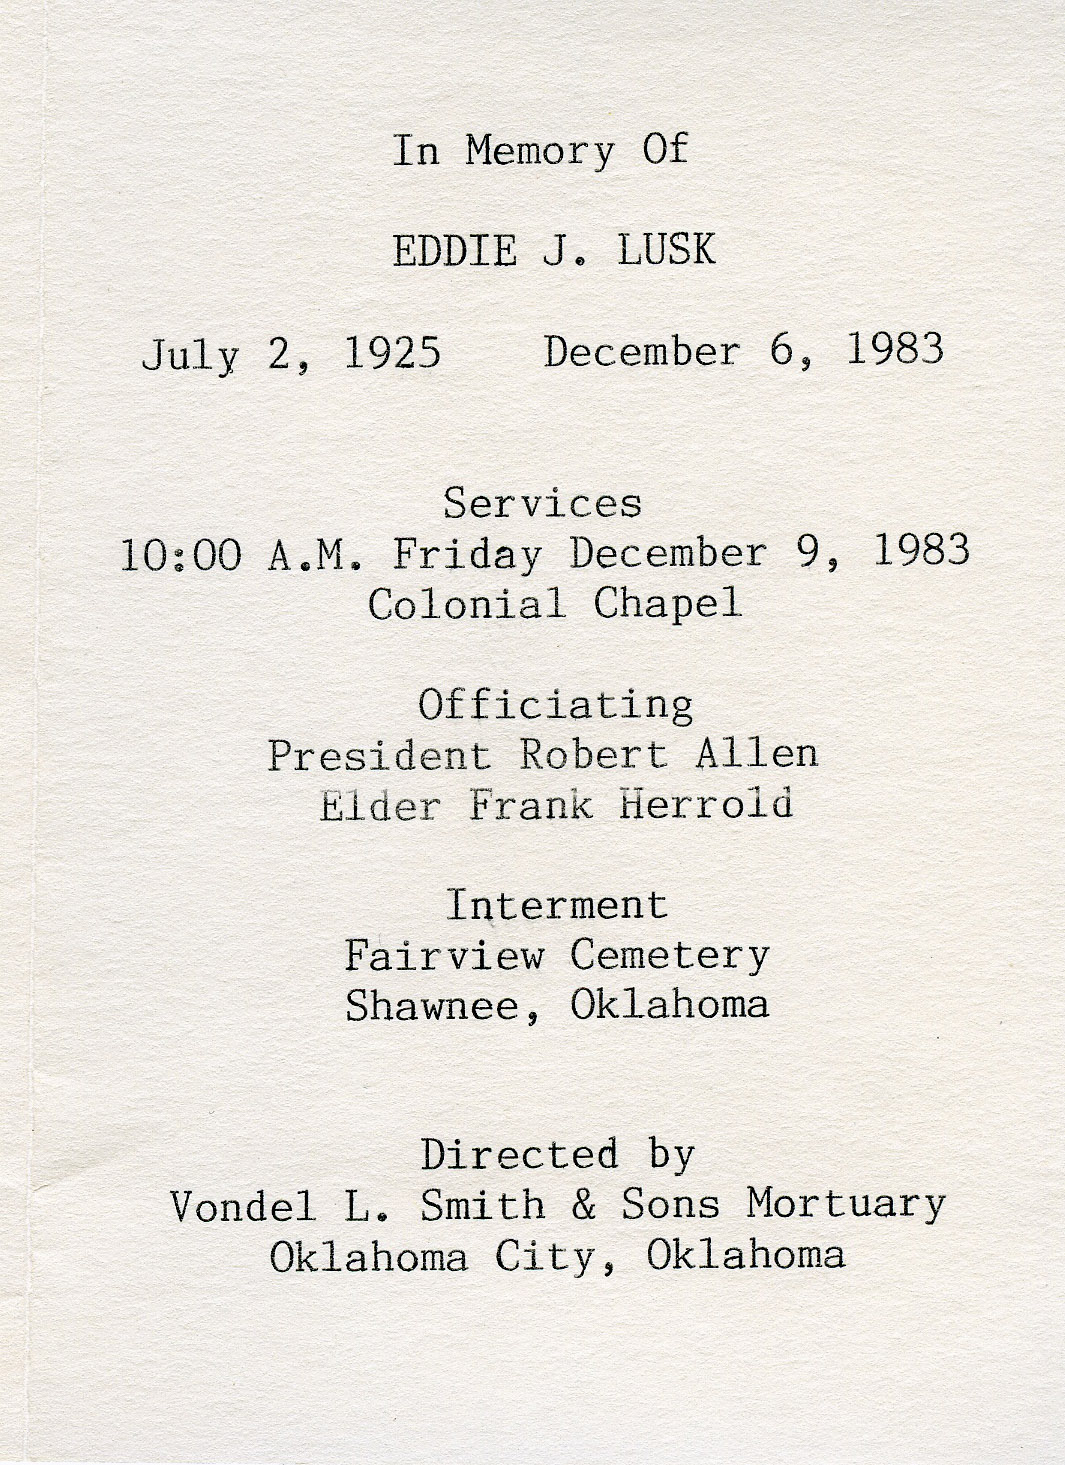 In Memory Of
EDDIE J. LUSK
July 2, 1925 December 6, 1983
Services
10:00 A.M. Friday December 9, 1983
Colonial Chapel
Officiating
President Robert Allen
Elder Frank Herrold
Interment
Fairview Cemetery
Shawnee, Oklahoma
Directed by
Vondel L. Smith & Sons Mortuary
Oklahoma City, Oklahoma